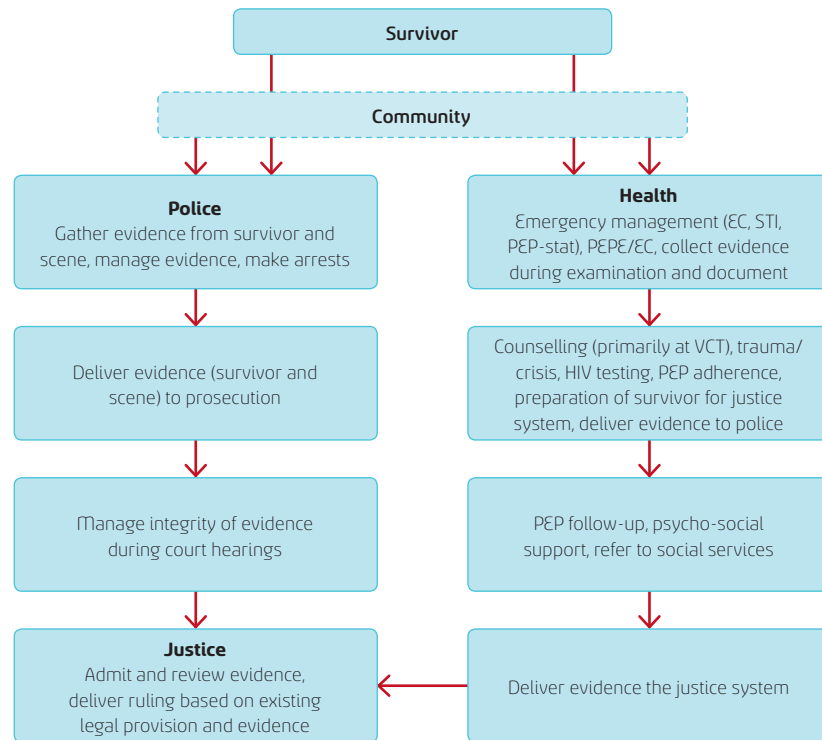 Survivor
Community
Police
Gather evidence from survivor and
scene, manage evidence, make arrests
Health
Emergency management (EC, STI,
PEP-stat), PEPE/EC, collect evidence
during examination and document
Deliver evidence (survivor and
scene) to prosecution
Counselling (primarily at VCT), trauma/
crisis, HIV testing, PEP adherence,
preparation of survivor for justice
system, deliver evidence to police
Manage integrity of evidence
during court hearings
PEP follow-up, psycho-social
support, refer to social services
Justice
Admit and review evidence,
deliver ruling based on existing
legal provision and evidence
Deliver evidence the justice system